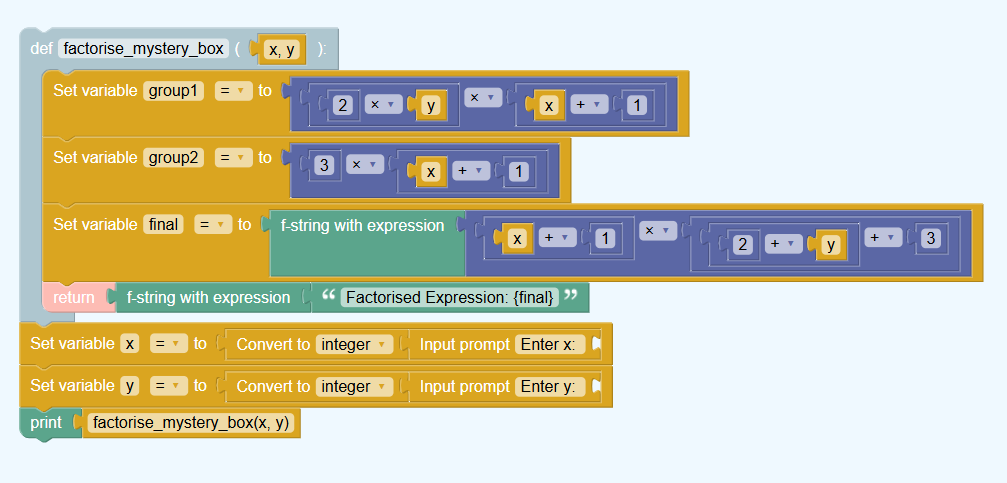 def factorise_mystery_box ( x, y ):
Set variable group1 = to 2 × y × x + 1
Set variable group2 = to 3 × x + 1
Set variable final = to f-string with expression x + 1 × 2 + y + 3
return f-string with expression “ Factorised Expression: {final} ”
Set variable x = to Convert to integer Input prompt Enter x:
Set variable y = to Convert to integer Input prompt Enter y:
print factorise_mystery_box(x, y)